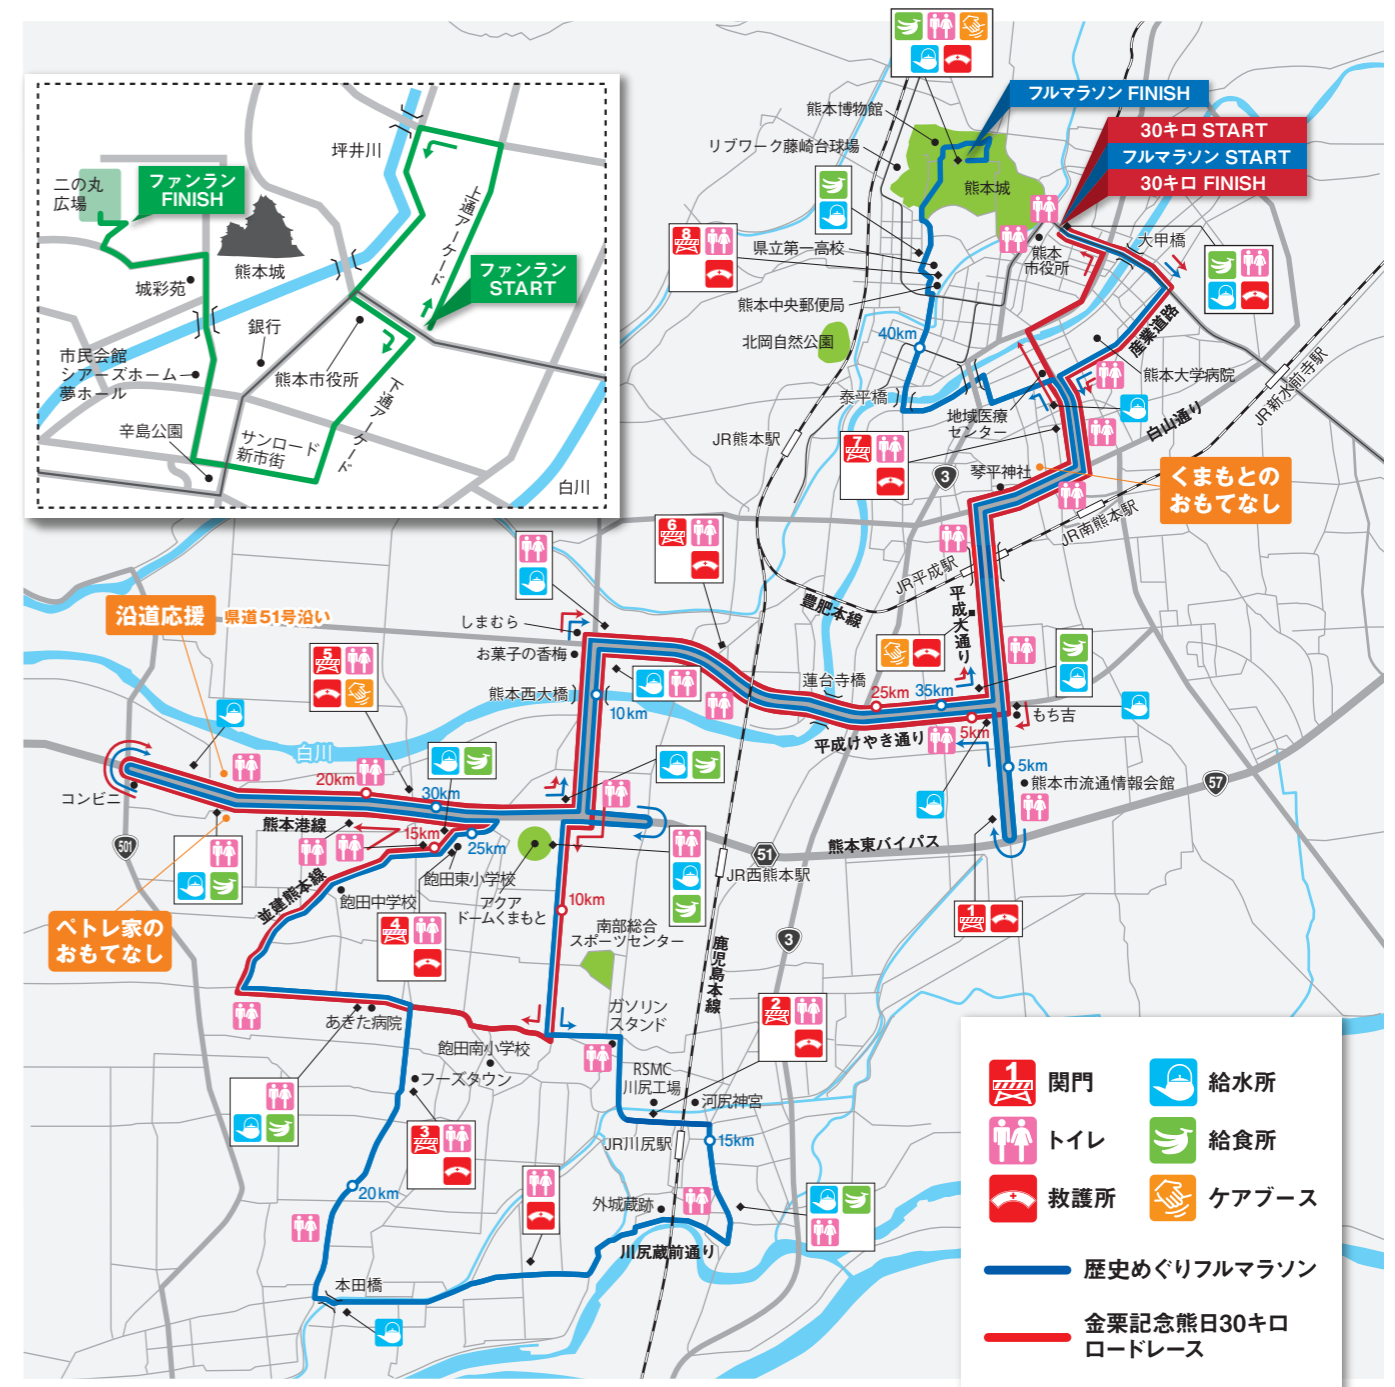 フルマラソン FINISH
30キロ START
フルマラソン START
30キロ FINISH
熊本博物館
リブワーク藤崎台球場
熊本城
県立第一高校
熊本中央郵便局
北岡自然公園
40km
泰平橋
JR熊本駅
熊本
市役所
大甲橋
産業道路
熊本大学病院
JR新水前寺駅
白山通り
地域医療
センター
琴平神社
3
くまもとの
おもてなし
JR南熊本駅
JR平成駅
平成大通り
豊肥本線
8
7
6
坪井川
二の丸
広場
ファンラン
FINISH
上通アーケード
熊本城
城彩苑
ファンラン
START
銀行
市民会館
シアーズホーム
夢ホール
熊本市役所
下通アーケード
辛島公園
サンロード
新市街
白川
沿道応援
県道51号沿い
しまむら
お菓子の香梅
熊本西大橋
10km
蓮台寺橋
25km
35km
5km
もち吉
平成けやき通り
5km
熊本市流通情報会館
57
熊本東バイパス
51
JR西熊本駅
5
白川
20km
30km
コンビニ
501
熊本港線
15km
25km
飽田東小学校
アクア
ドームくまもと
並建熊本線
飽田中学校
10km
南部総合
スポーツセンター
鹿児島本線
3
1
ペトレ家の
おもてなし
4
あきた病院
ガソリン
スタンド
2
飽田南小学校
フーズタウン
RSMC
川尻工場
河尻神宮
3
JR川尻駅
15km
20km
外城蔵跡
川尻蔵前通り
本田橋
1
関門
給水所
トイレ
給食所
救護所
ケアブース
歴史めぐりフルマラソン
金栗記念熊日30キロ
ロードレース